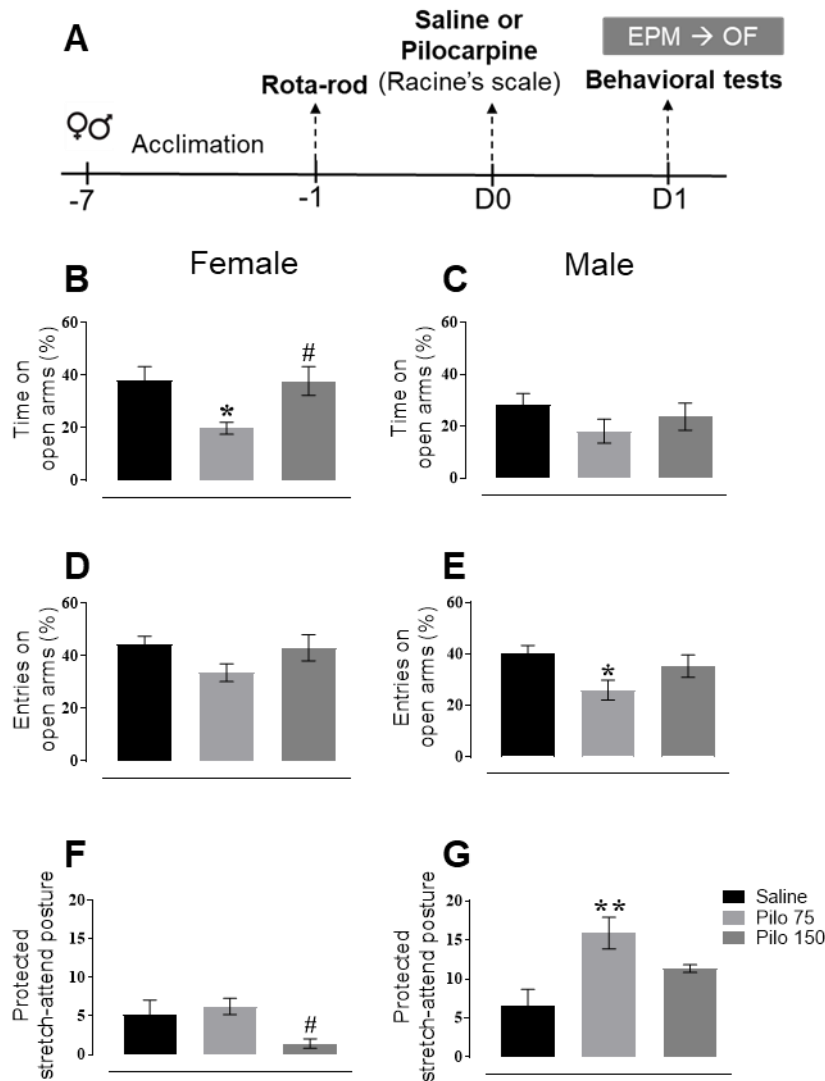 A
Saline or
Pilocarpine
(Racine's scale)
EPM → OF
Rota-rod
Behavioral tests
♀♂
Acclimation
-7
-1
D0
D1
Female
Male
B
Time on
open arms (%)
60
40
20
0
*
#
C
Time on
open arms (%)
60
40
20
0
D
Entries on
open arms (%)
60
40
20
0
E
Entries on
open arms (%)
60
40
20
0
*
F
Protected
stretch-attend posture
20
15
10
5
0
#
G
Protected
stretch-attend posture
20
15
10
5
0
**
Saline
Pilo 75
Pilo 150